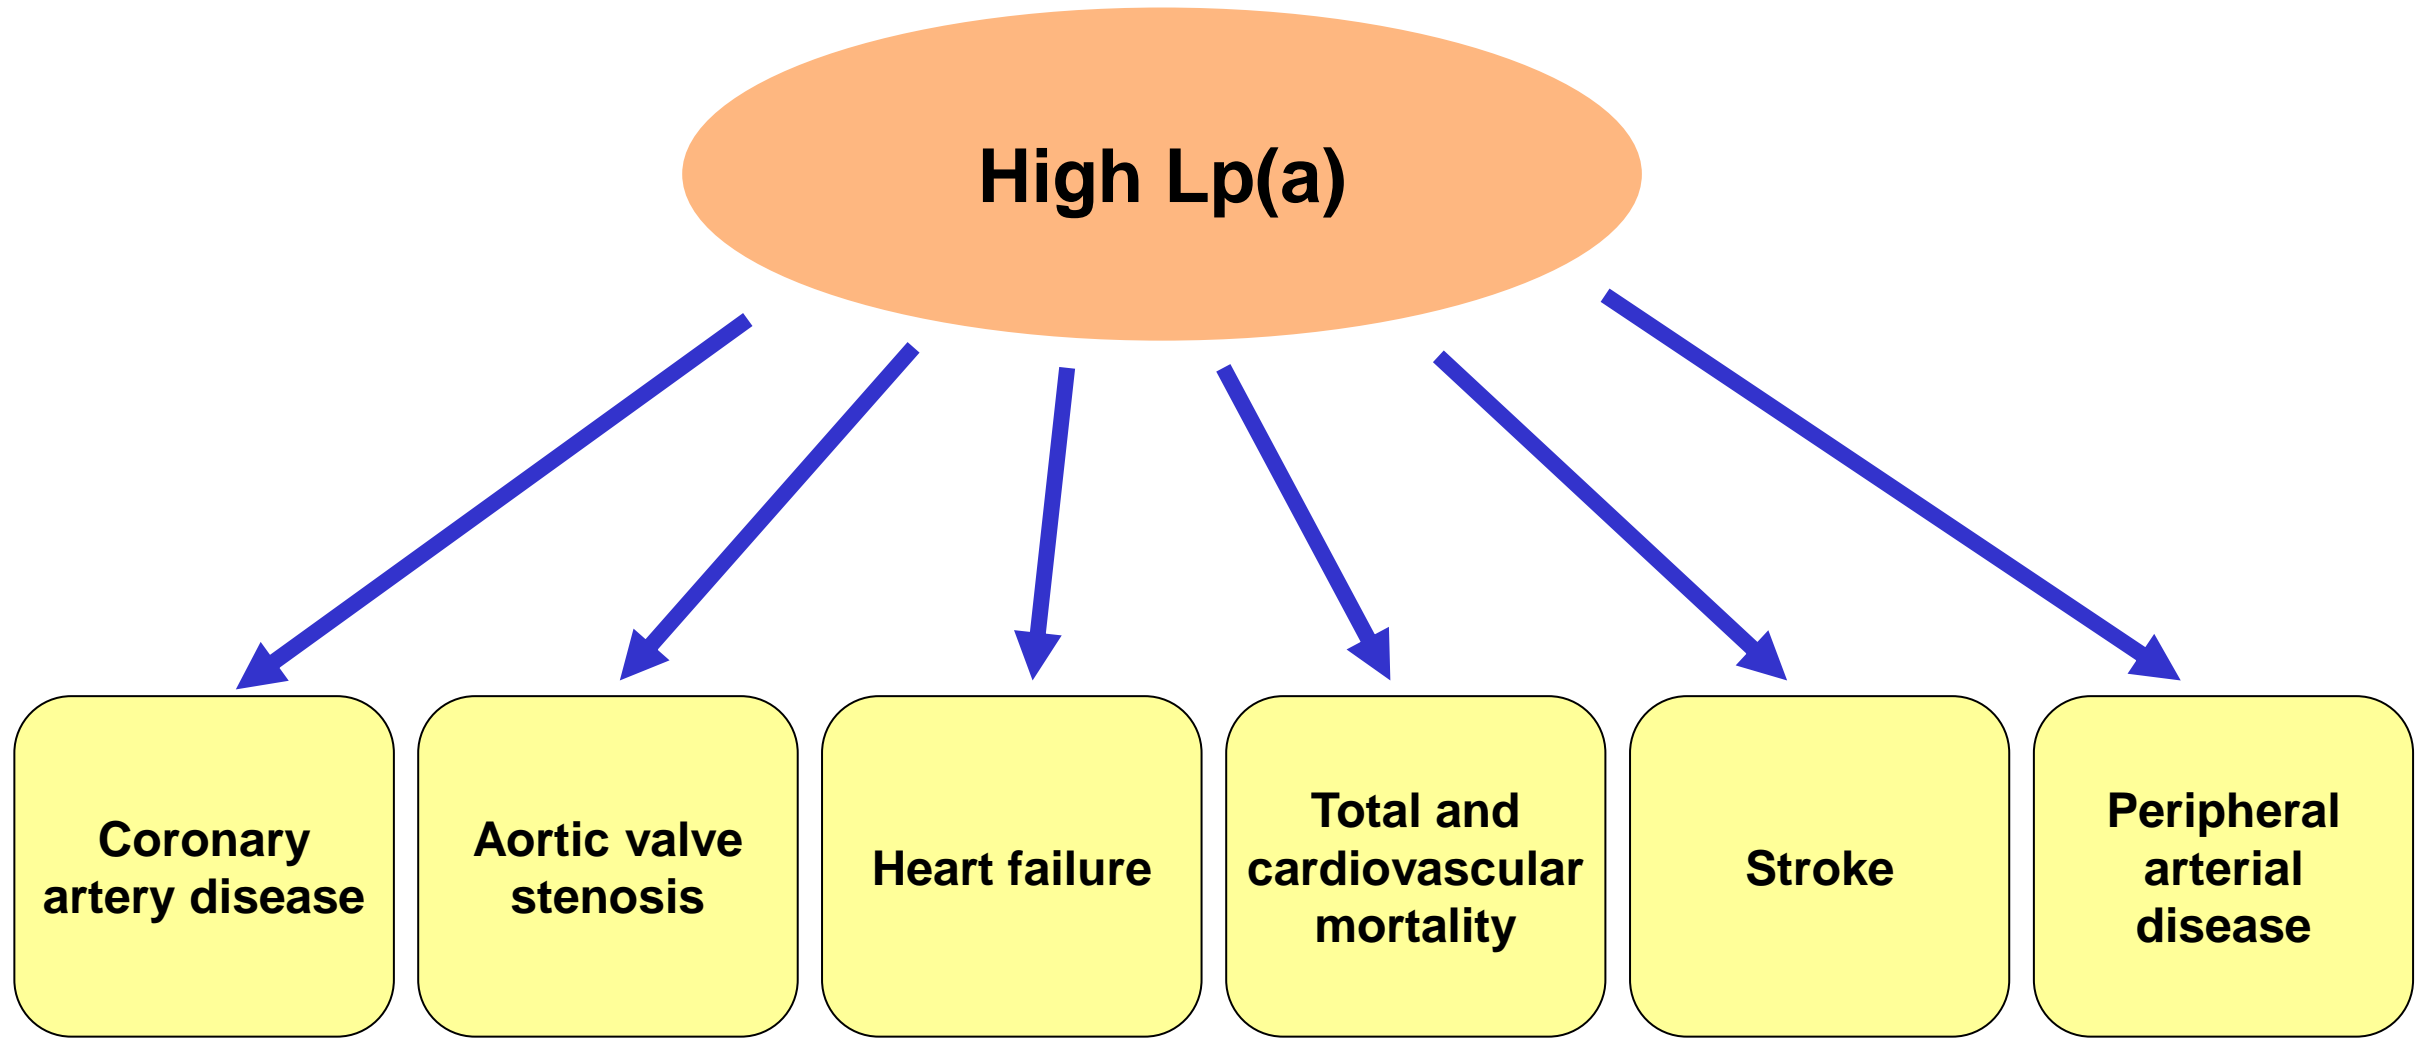 High Lp(a)
Coronary
artery disease
Aortic valve
stenosis
Heart failure
Total and
cardiovascular
mortality
Stroke
Peripheral
arterial
disease